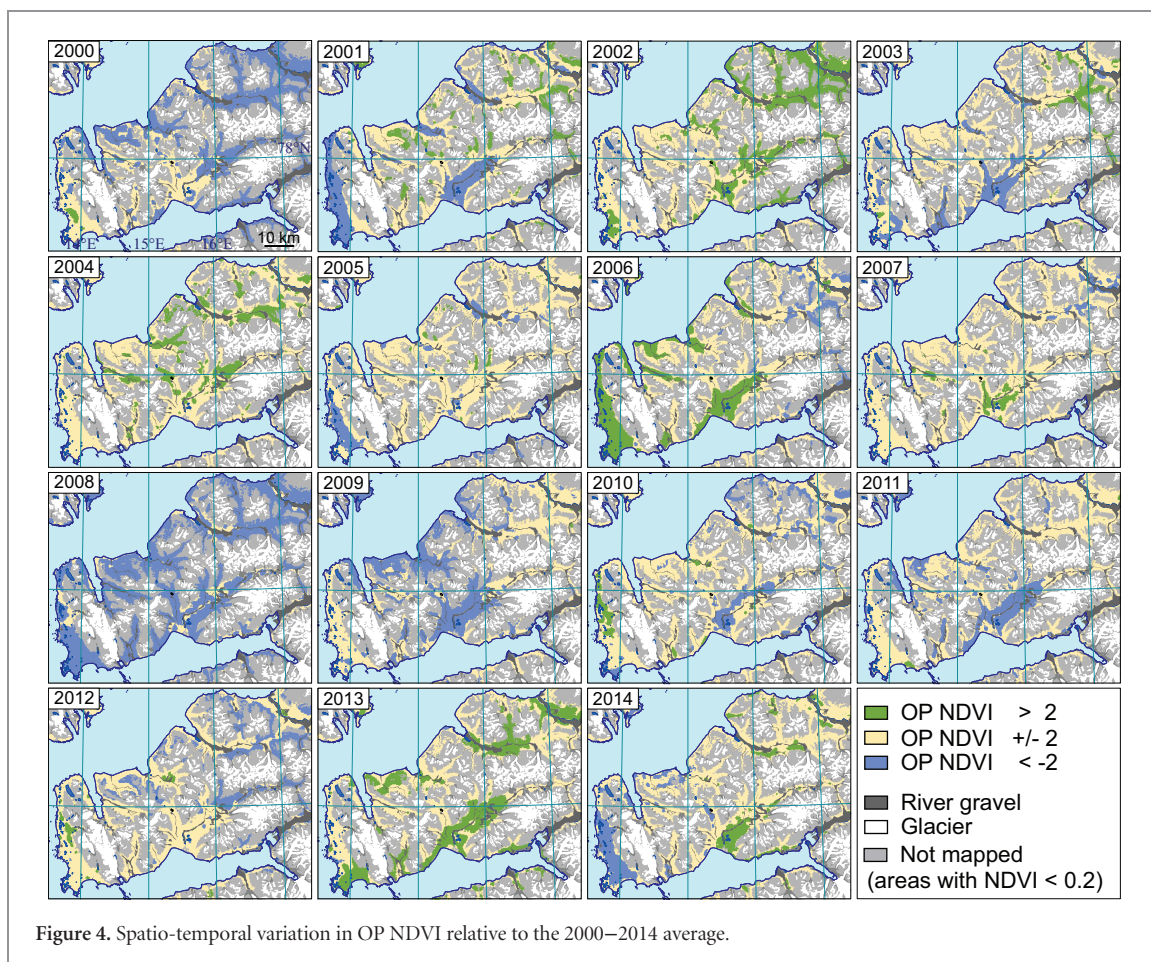 2000
2001
2002
2003
78°N
14°E
15°E
16°E
10 km
2004
2005
2006
2007
2008
2009
2010
2011
2012
2013
2014
OP NDVI > 2
OP NDVI +/- 2
OP NDVI < -2
River gravel
Glacier
Not mapped
(areas with NDVI < 0.2)
Figure 4. Spatio-temporal variation in OP NDVI relative to the 2000–2014 average.